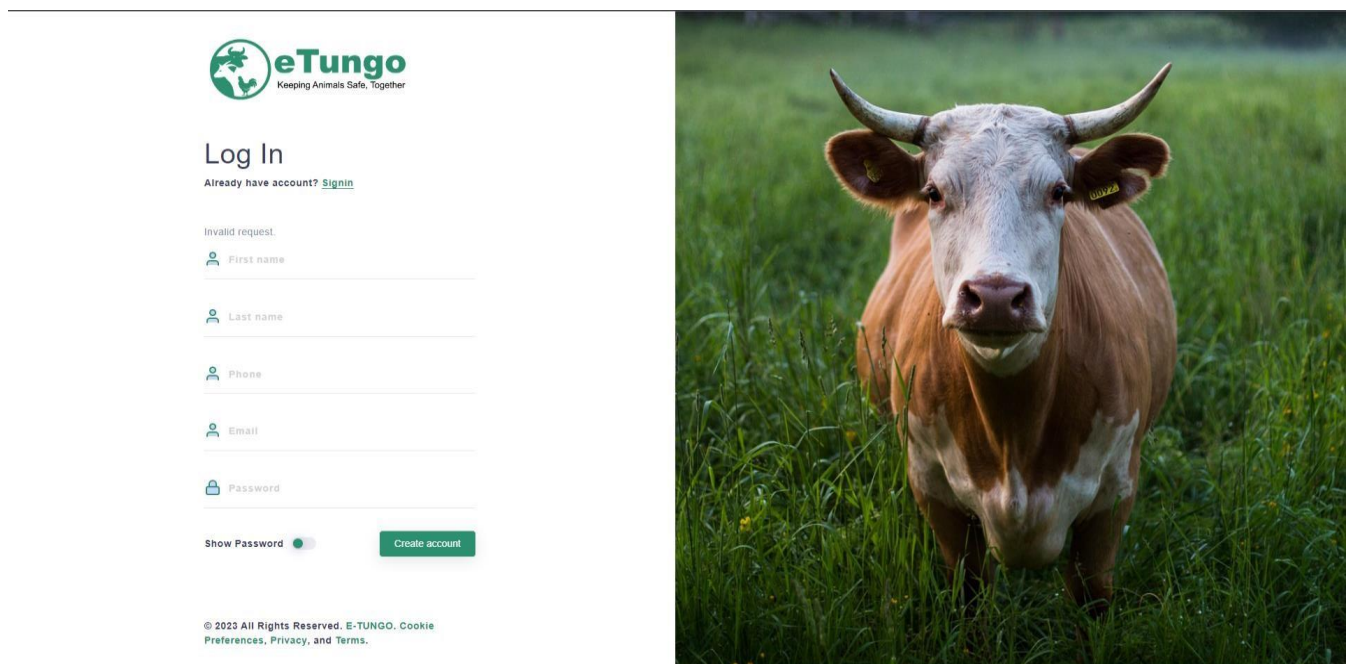 eTungo
Keeping Animals Safe, Together
Log In
Already have account? Signin
Invalid request.
First name
Last name
Phone
Email
Password
Show Password
Create account
© 2023 All Rights Reserved. E-TUNGO. Cookie
Preferences, Privacy, and Terms.
0092